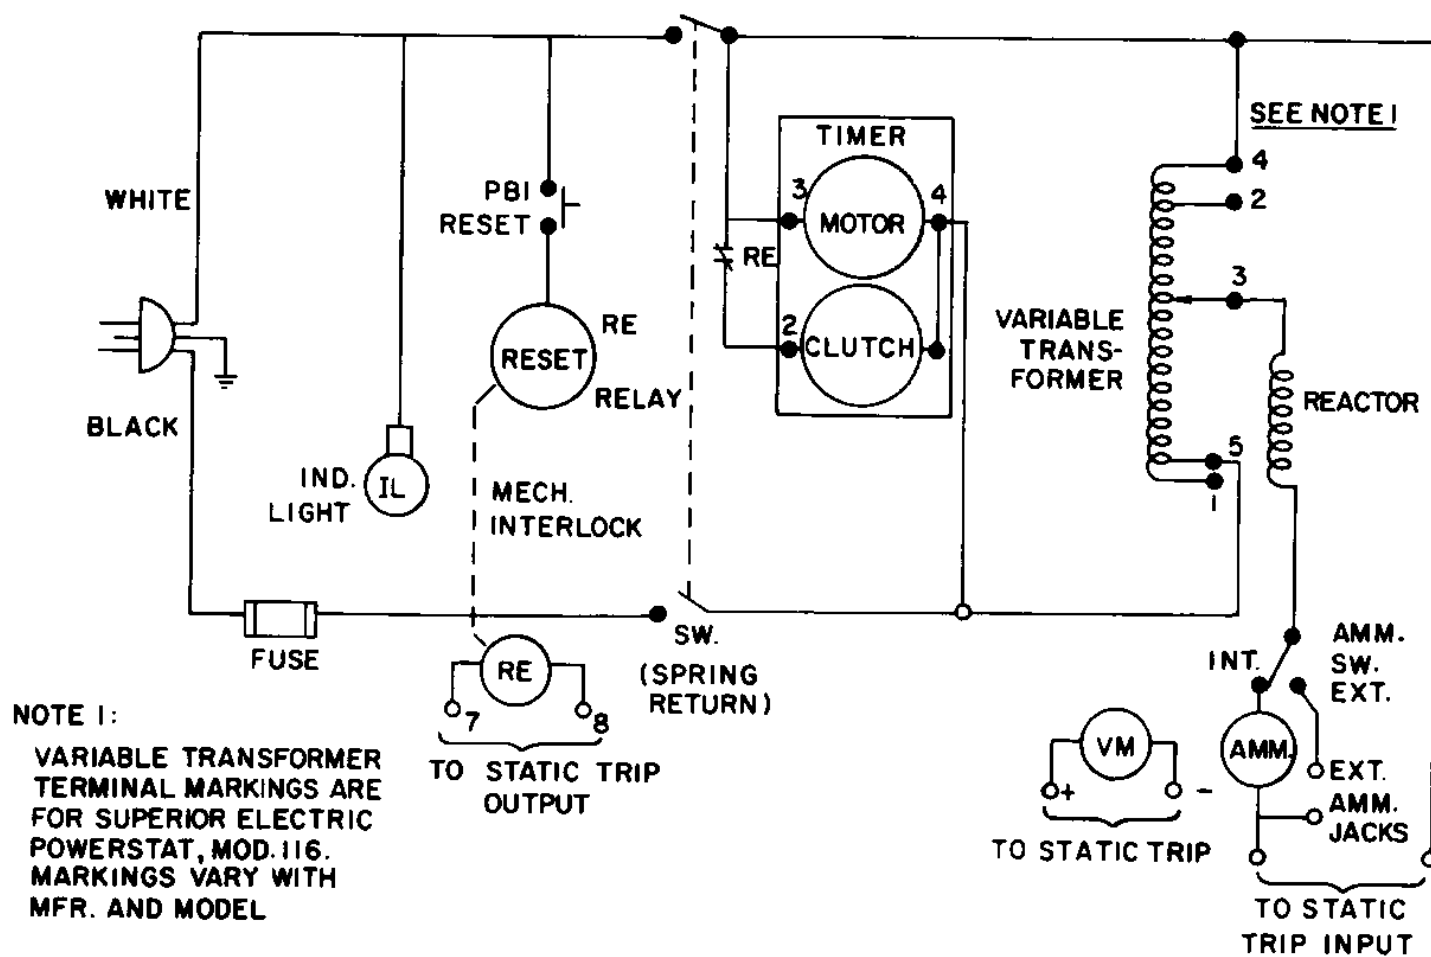 WHITE
BLACK
PB1
RESET
RESET
RE
RELAY
IND.
LIGHT
IL
MECH.
INTERLOCK
FUSE
RE
7
8
TO STATIC TRIP
OUTPUT
SW.
(SPRING
RETURN)
TIMER
3
MOTOR
4
RE
2
CLUTCH
SEE NOTE 1
4
2
3
VARIABLE
TRANS-
FORMER
5
1
REACTOR
INT.
AMM.
SW.
EXT.
VM
+
-
TO STATIC TRIP
AMM.
EXT.
AMM.
JACKS
TO STATIC
TRIP INPUT
NOTE 1:
VARIABLE TRANSFORMER
TERMINAL MARKINGS ARE
FOR SUPERIOR ELECTRIC
POWERSTAT, MOD. 116.
MARKINGS VARY WITH
MFR. AND MODEL